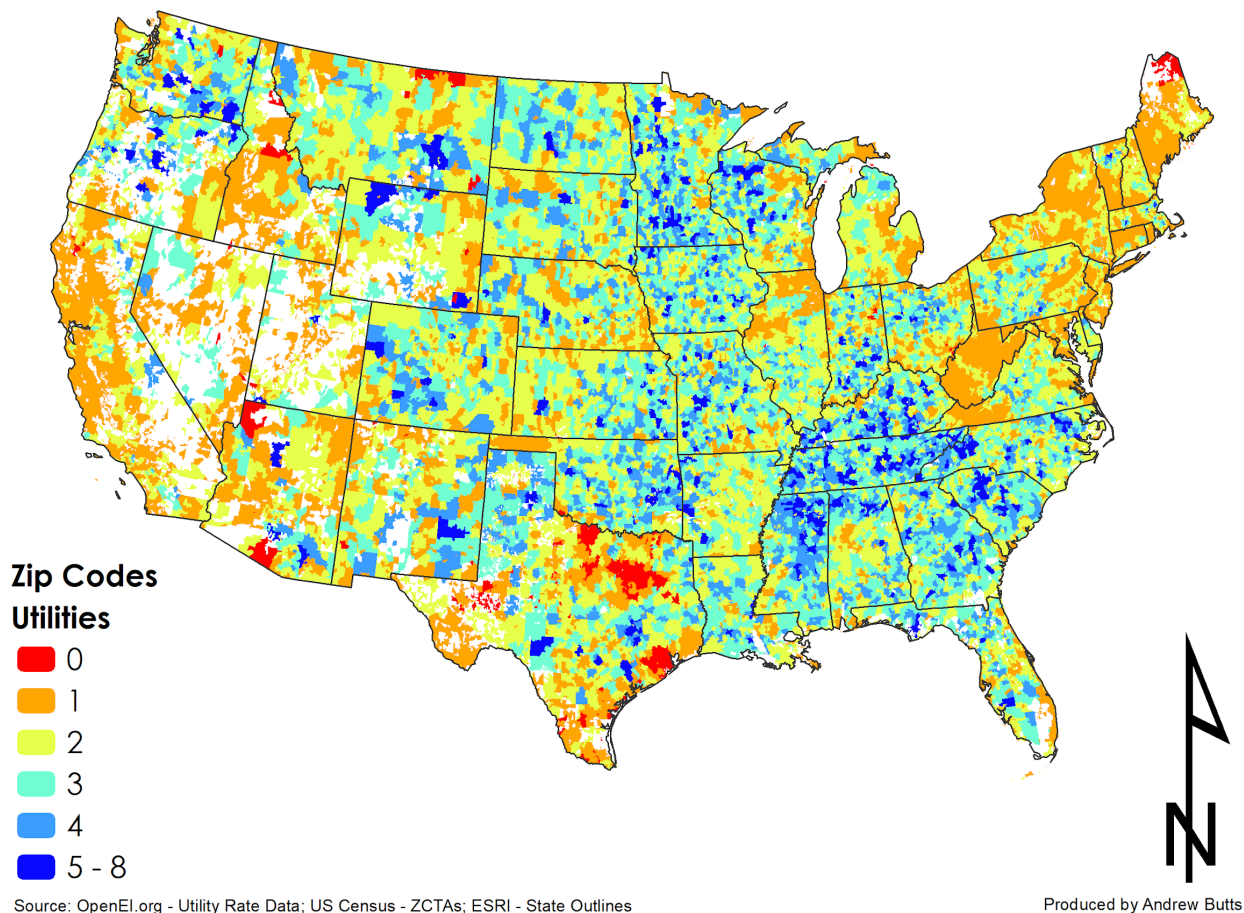 Zip Codes
Utilities
0
1
2
3
4
5 - 8
N
Source: OpenEI.org - Utility Rate Data; US Census - ZCTAs; ESRI - State Outlines
Produced by Andrew Butts